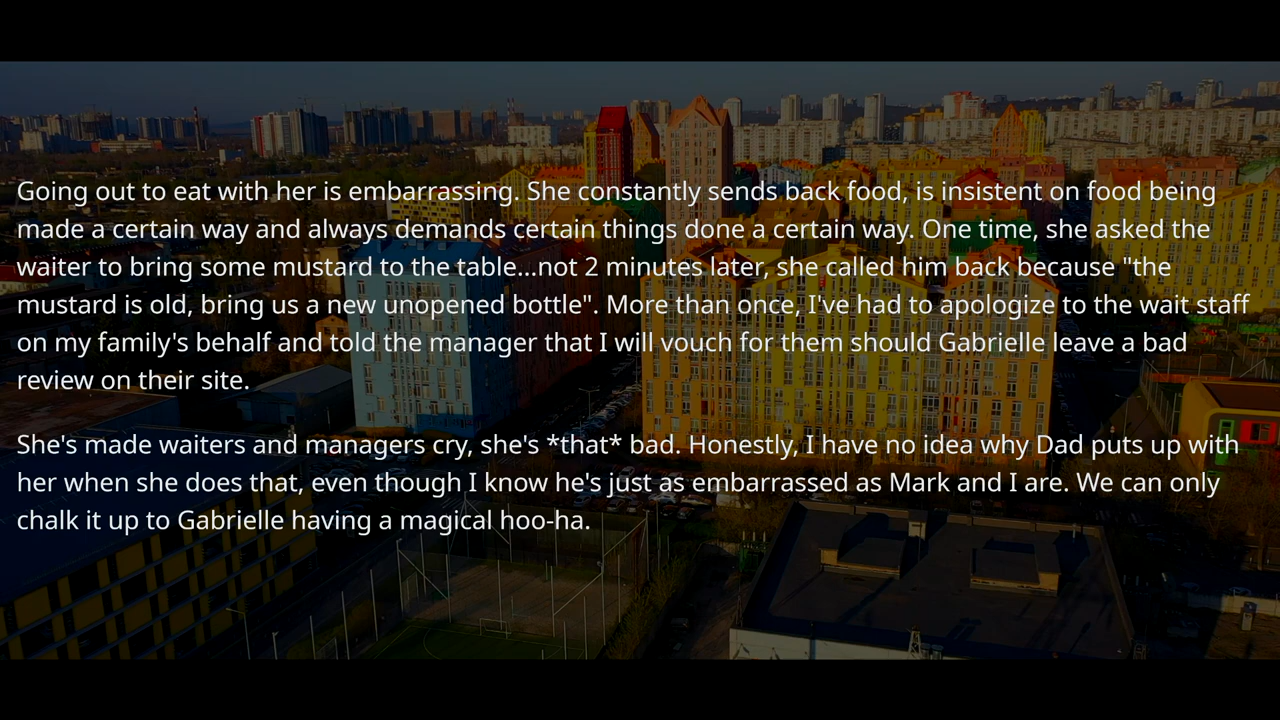 Going out to eat with her is embarrassing. She constantly sends back food, is insistent on food being
made a certain way and always demands certain things done a certain way. One time, she asked the
waiter to bring some mustard to the table...not 2 minutes later, she called him back because "the
mustard is old, bring us a new unopened bottle". More than once, I've had to apologize to the wait staff
on my family's behalf and told the manager that I will vouch for them should Gabrielle leave a bad
review on their site.
She's made waiters and managers cry, she's *that* bad. Honestly, I have no idea why Dad puts up with
her when she does that, even though I know he's just as embarrassed as Mark and I are. We can only
chalk it up to Gabrielle having a magical hoo-ha.